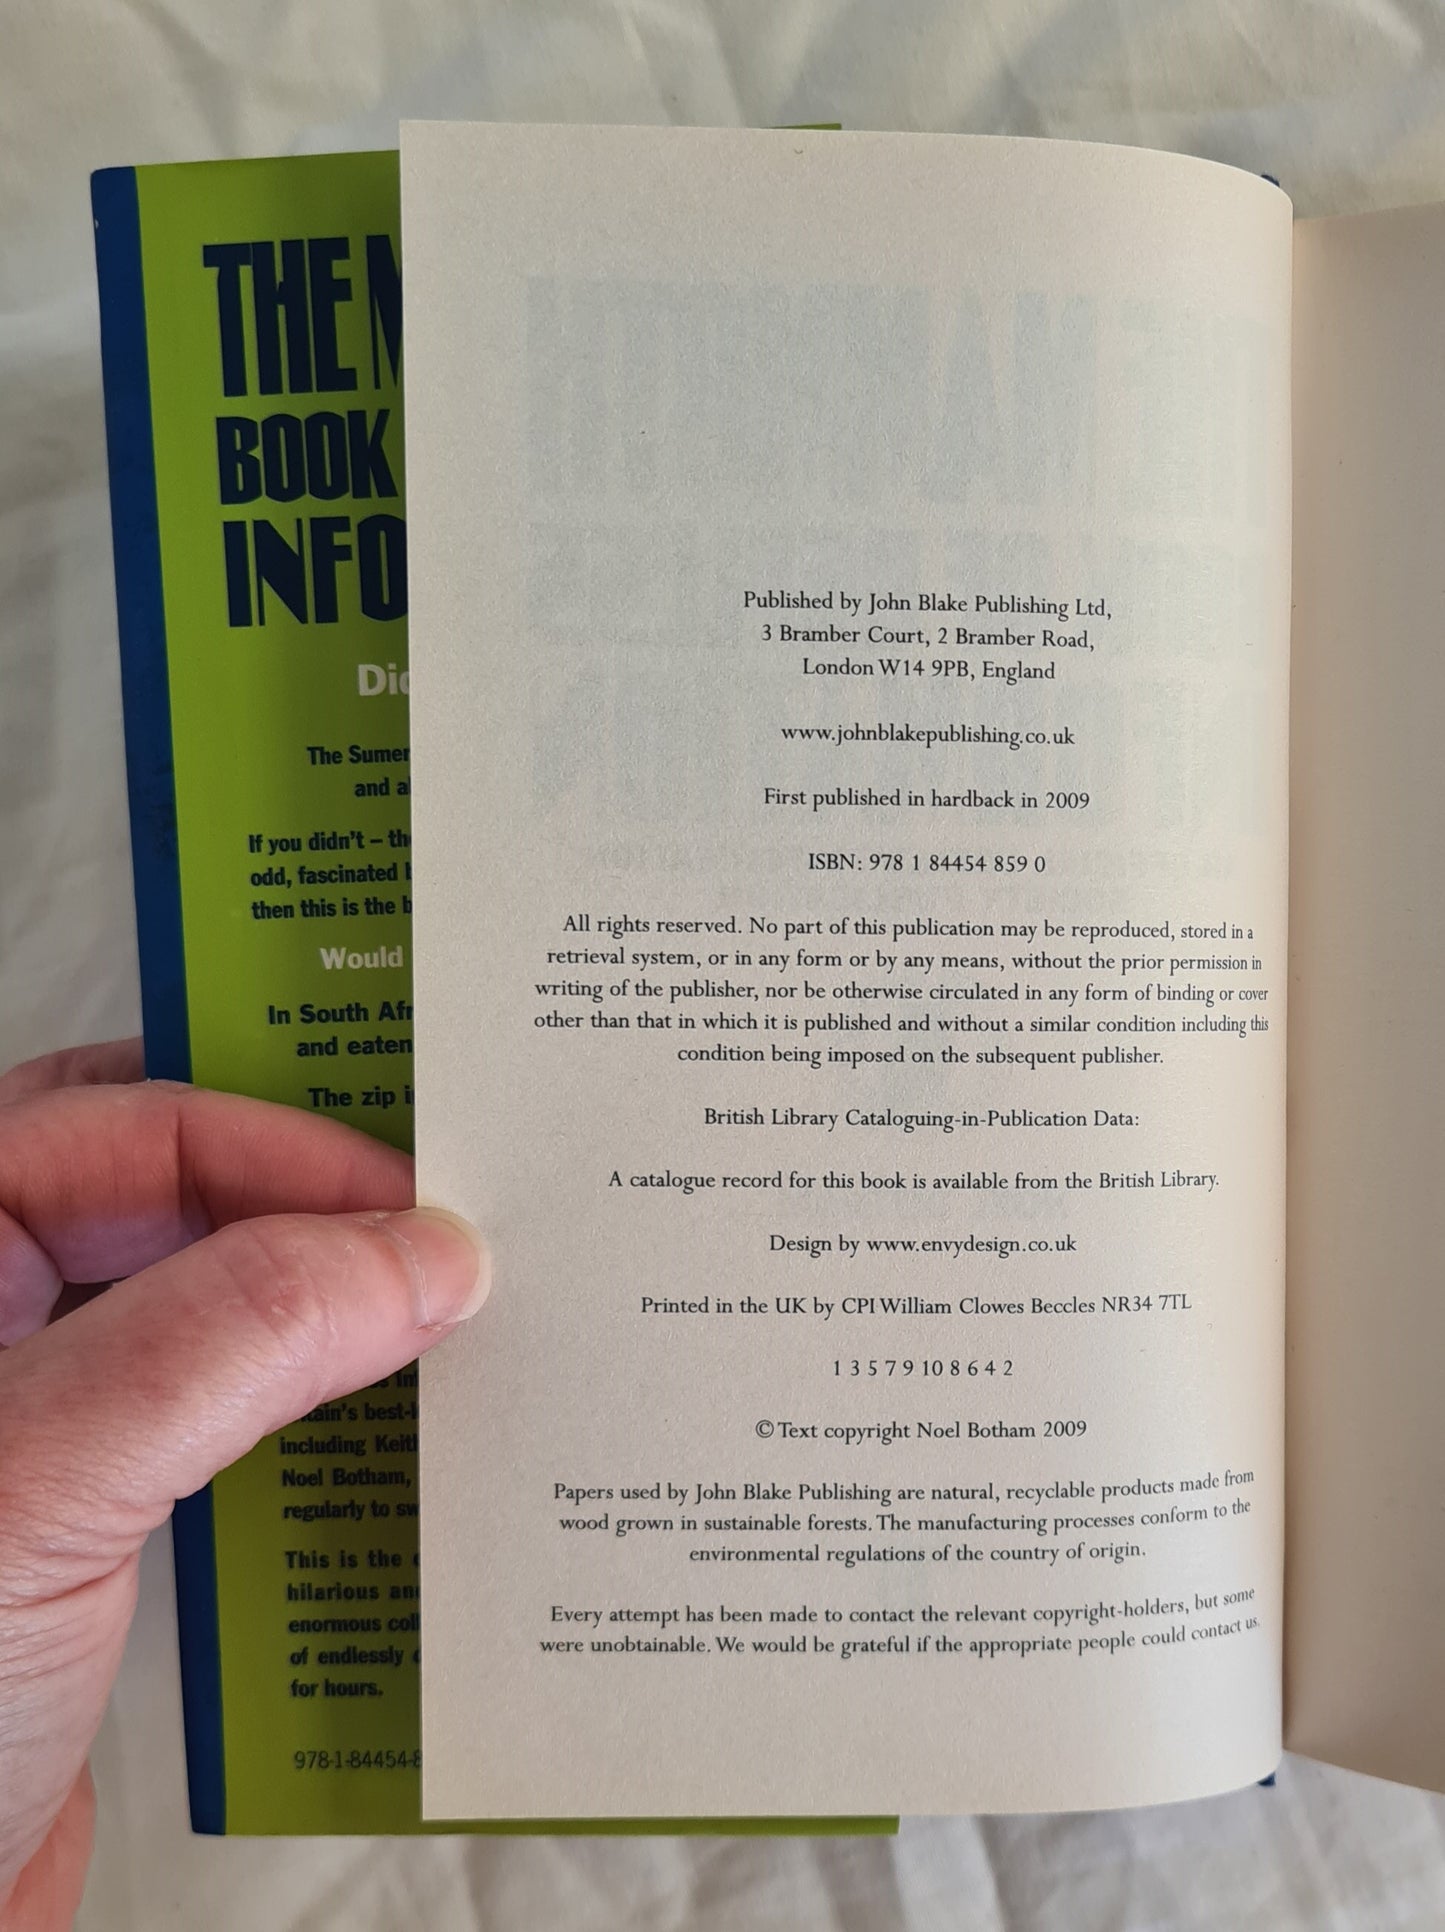 THE
BOOK
INFO
The Sumer
and al
If you didn't – the
odd, fascinated
then this is the b
Would
In South Afr
and eaten
The zip i
best-
including Keith
Noel Botham,
regularly to sw
This is the
hilarious and
enormous coll
of endlessly
for hours.
978-1-84454-8
Published by John Blake Publishing Ltd,
3 Bramber Court, 2 Bramber Road,
London W14 9PB, England
www.johnblakepublishing.co.uk
First published in hardback in 2009
ISBN: 978 1 84454 859 0
All rights reserved. No part of this publication may be reproduced, stored in a
retrieval system, or in any form or by any means, without the prior permission in
writing of the publisher, nor be otherwise circulated in any form of binding or cover
other than that in which it is published and without a similar condition including this
condition being imposed on the subsequent publisher.
British Library Cataloguing-in-Publication Data:
A catalogue record for this book is available from the British Library.
Design by www.envydesign.co.uk
Printed in the UK by CPI William Clowes Beccles NR34 7TL
1 3 5 7 9 10 8 6 4 2
© Text copyright Noel Botham 2009
Papers used by John Blake Publishing are natural, recyclable products made from
wood grown in sustainable forests. The manufacturing processes conform to the
environmental regulations of the country of origin.
Every attempt has been made to contact the relevant copyright-holders, but some
were unobtainable. We would be grateful if the appropriate people could contact us.